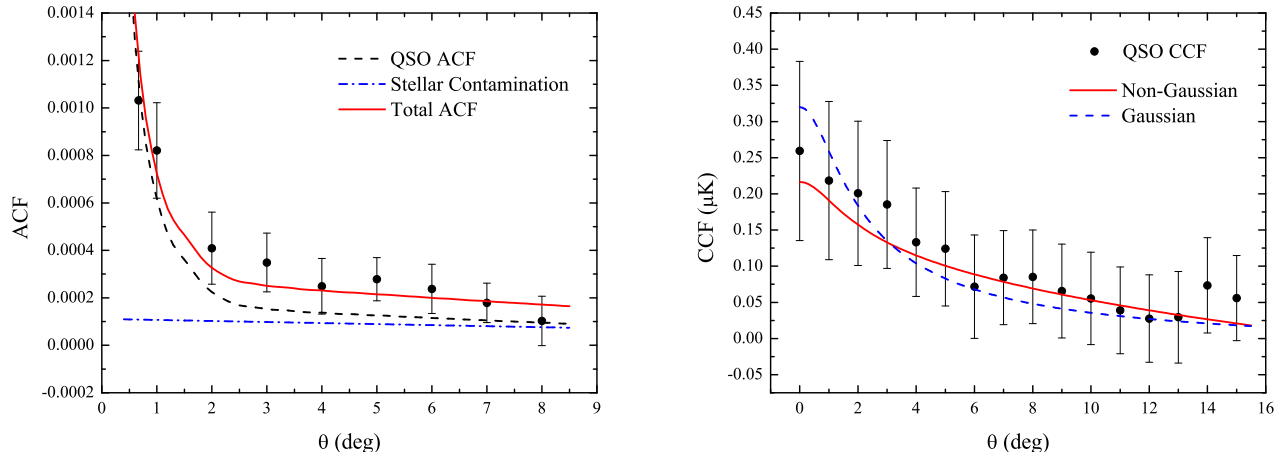 0.0014
0.0012
0.0010
0.0008
0.0006
0.0004
0.0002
0.0000
-0.0002
ACF
QSO ACF
Stellar Contamination
Total ACF
0 1 2 3 4 5 6 7 8 9
θ (deg)
0.45
0.40
0.35
0.30
0.25
0.20
0.15
0.10
0.05
0.00
-0.05
CCF (μK)
QSO CCF
Non-Gaussian
Gaussian
0 2 4 6 8 10 12 14 16
θ (deg)